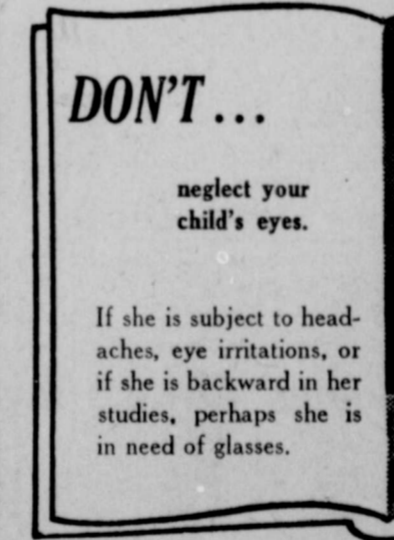 DON'T...
neglect your
child's eyes.
If she is subject to head-
aches, eye irritations, or
if she is backward in her
studies, perhaps she is
in need of glasses.